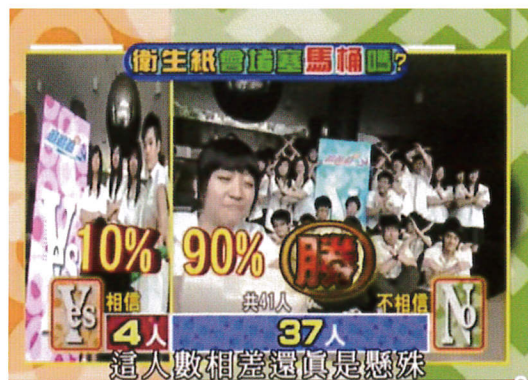 衛生紙會堵塞馬桶嗎?
10%
90%
勝
Yes
相信
共41人
不相信
No
4人
37人
這人數相差還真是懸殊